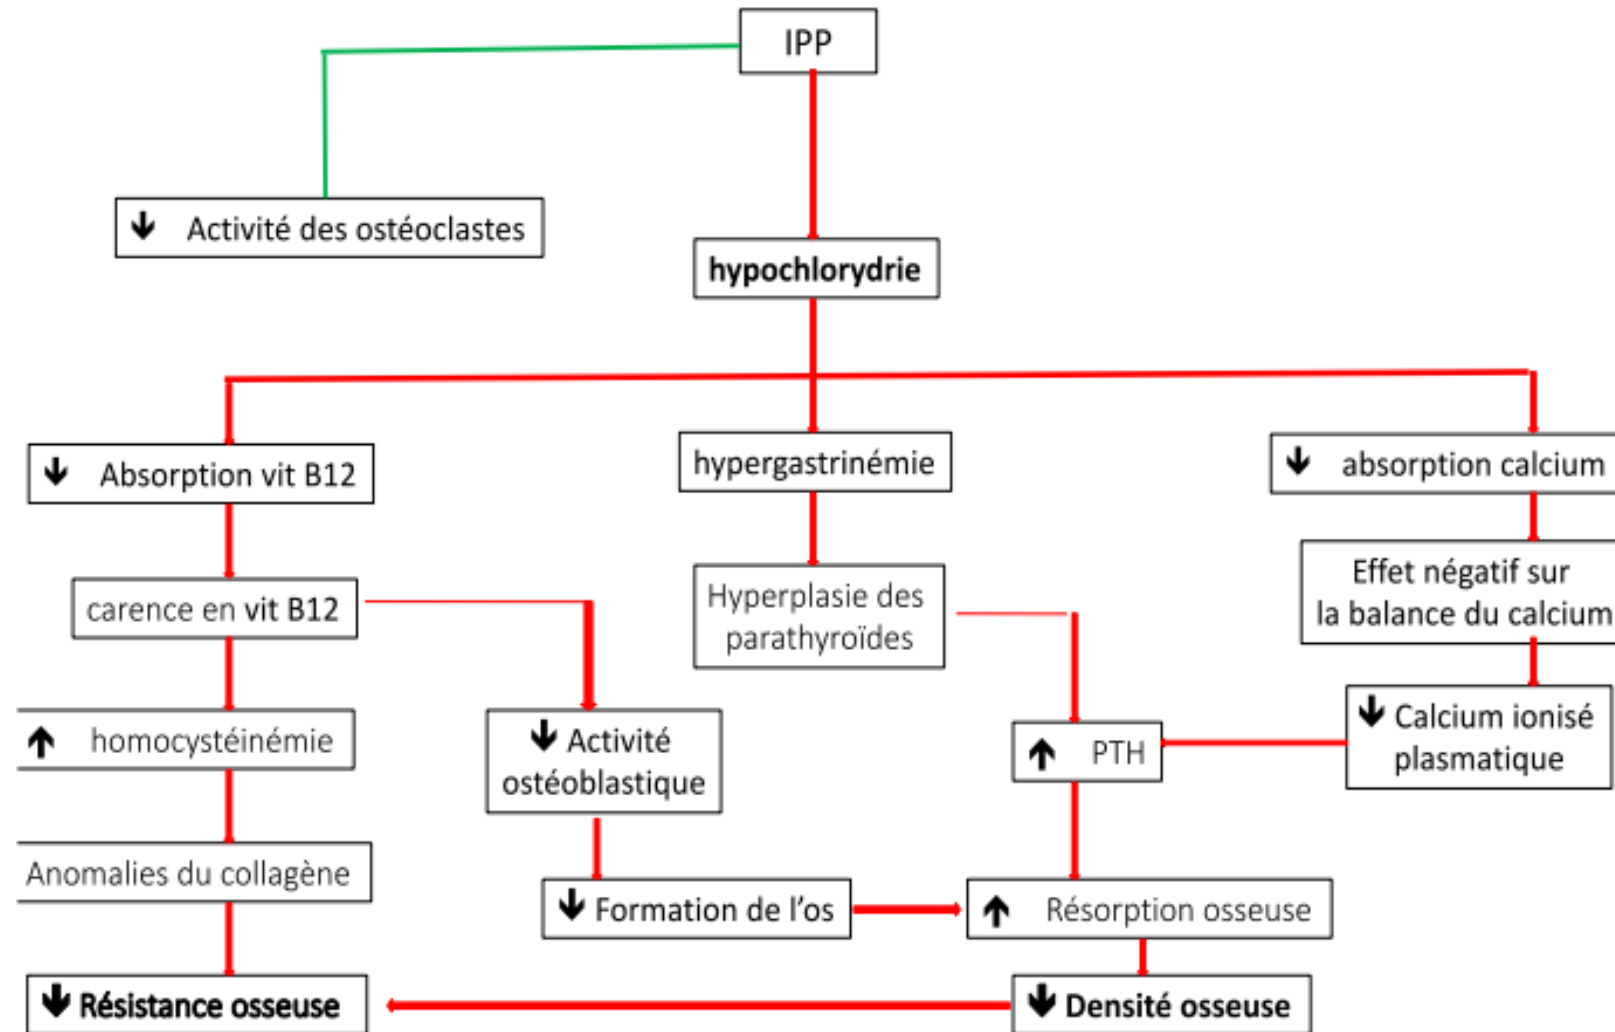 IPP
↓ Activité des ostéoclastes
hypochlorydrie
↓ Absorption vit B12
hypergastrinémie
↓ absorption calcium
carence en vit B12
Hyperplasie des
parathyroïdes
Effet négatif sur
la balance du calcium
↑ homocystéinémie
↓ Activité
ostéoblastique
↑ PTH
↓ Calcium ionisé
plasmatique
Anomalies du collagène
↓ Formation de l'os
↑ Résorption osseuse
↓ Résistance osseuse
↓ Densité osseuse